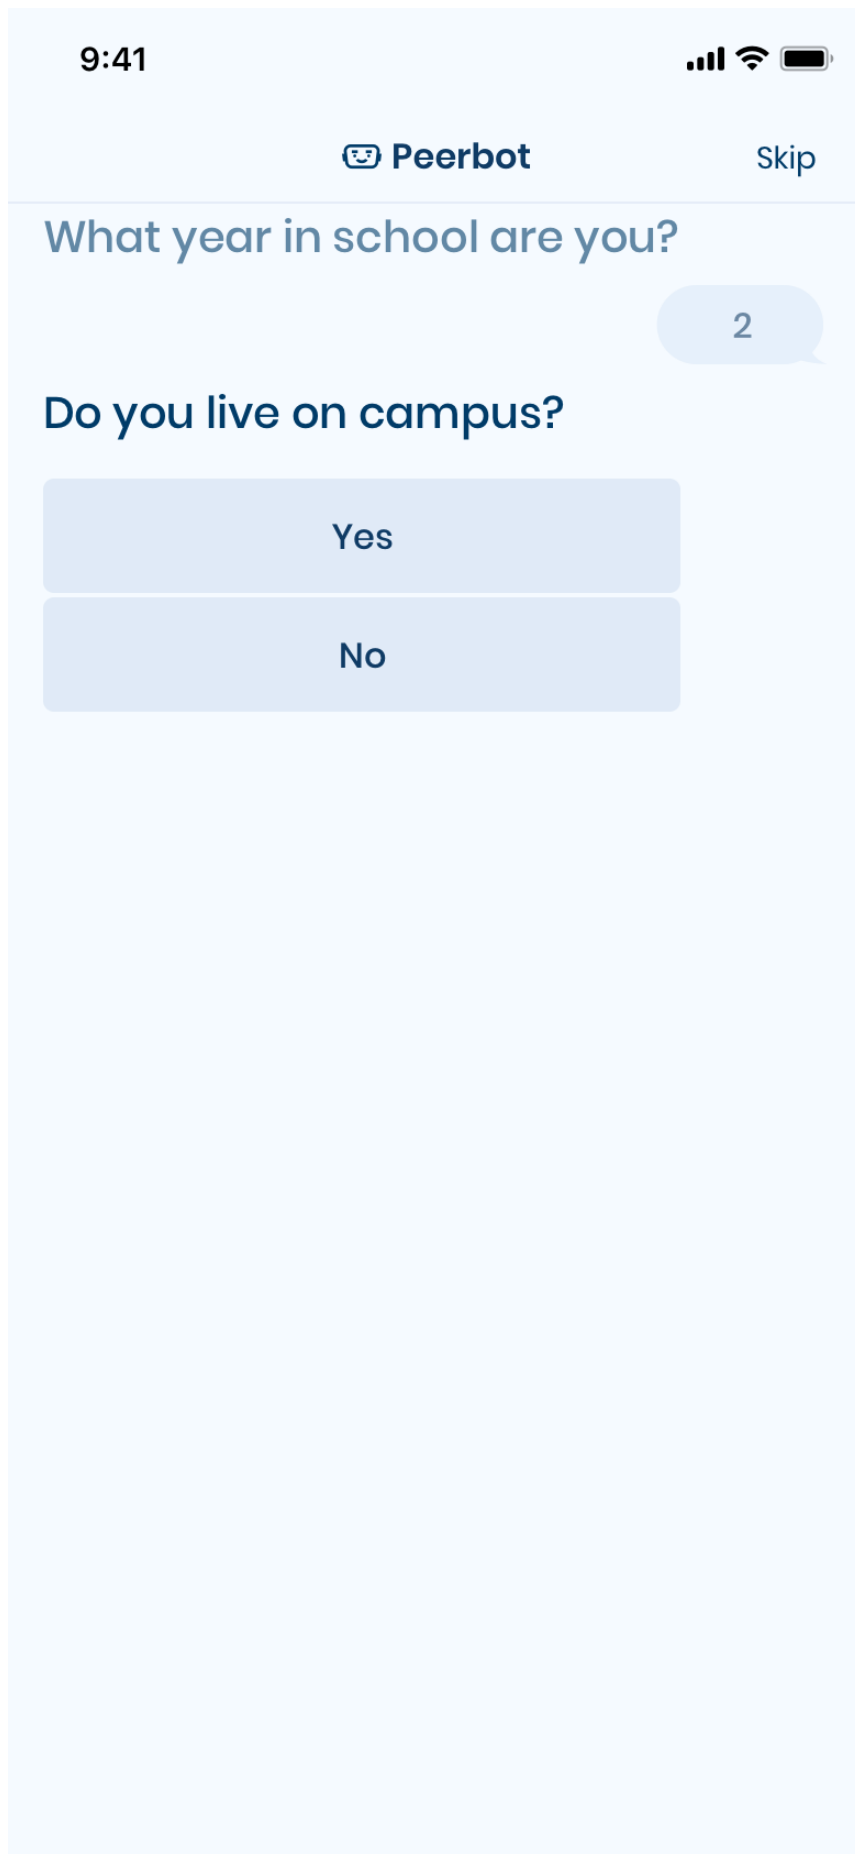 9:41
Peerbot
Skip
What year in school are you?
2
Do you live on campus?
Yes
No